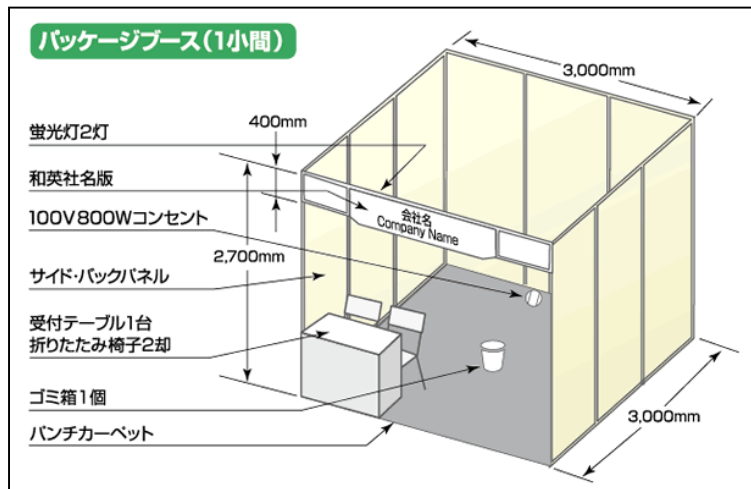 パッケージブース(1小間)
3,000mm
蛍光灯2灯
400mm
和英社名版
会社名
Company Name
100V800Wコンセント
2,700mm
サイド・バックパネル
受付テーブル1台
折りたたみ椅子2却
ゴミ箱1個
3,000mm
パンチカーペット